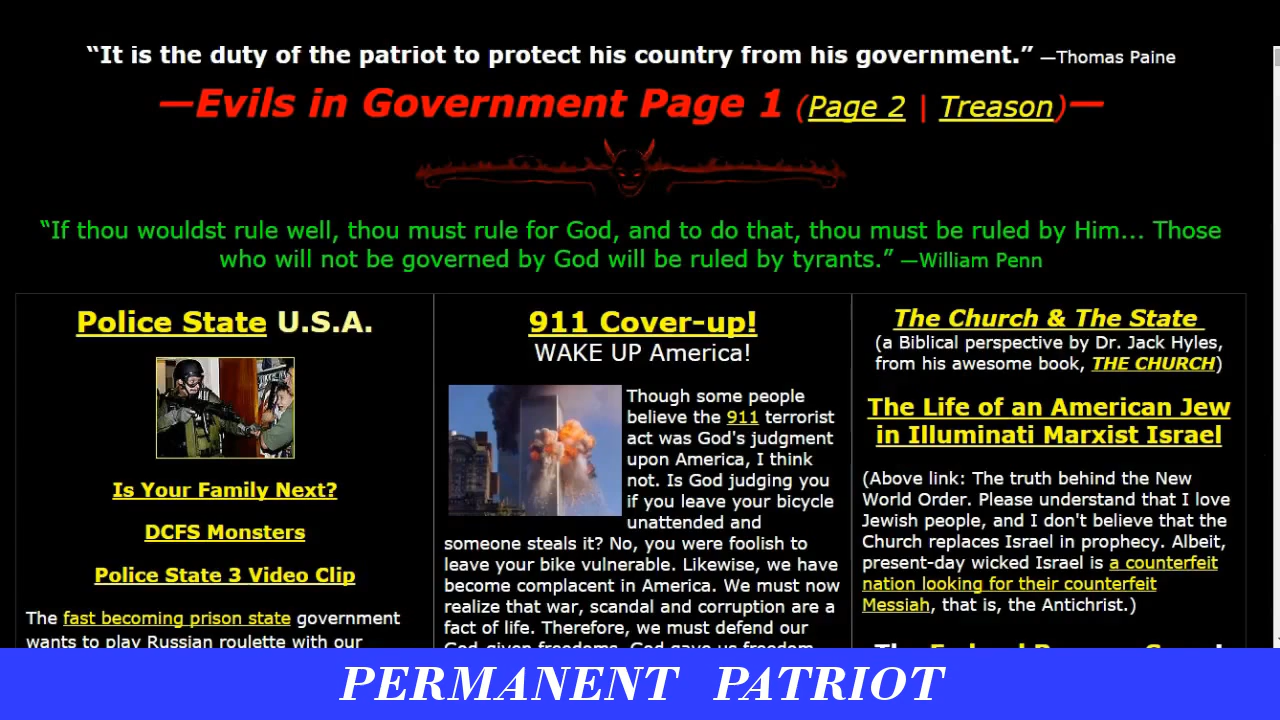 “It is the duty of the patriot to protect his country from his government.” —Thomas Paine
—Evils in Government Page 1 (Page 2 | Treason)—
“If thou wouldst rule well, thou must rule for God, and to do that, thou must be ruled by Him... Those
who will not be governed by God will be ruled by tyrants.” —William Penn
Police State U.S.A.
Is Your Family Next?
DCFS Monsters
Police State 3 Video Clip
The fast becoming prison state government
wants to play Russian roulette with our
911 Cover-up!
WAKE UP America!
Though some people
believe the 911 terrorist
act was God's judgment
upon America, I think
not. Is God judging you
if you leave your bicycle
unattended and
someone steals it? No, you were foolish to
leave your bike vulnerable. Likewise, we have
become complacent in America. We must now
realize that war, scandal and corruption are a
fact of life. Therefore, we must defend our
God-given freedoms. God gave us freedom
The Church & The State
(a Biblical perspective by Dr. Jack Hyles,
from his awesome book, THE CHURCH)
The Life of an American Jew
in Illuminati Marxist Israel
(Above link: The truth behind the New
World Order. Please understand that I love
Jewish people, and I don't believe that the
Church replaces Israel in prophecy. Albeit,
present-day wicked Israel is a counterfeit
nation looking for their counterfeit
Messiah, that is, the Antichrist.)
The Federal Reserve
PERMANENT PATRIOT